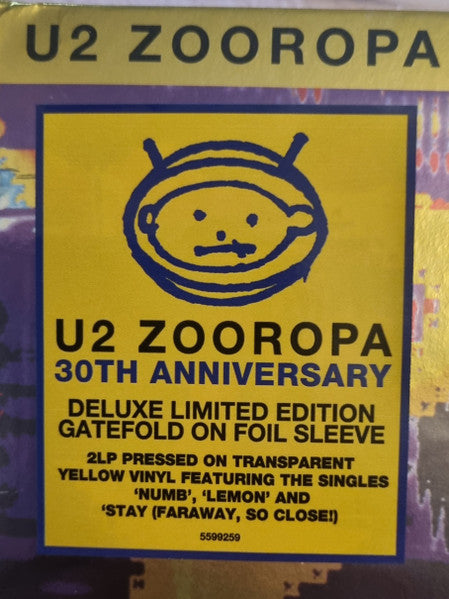 U2 ZOOROPA
U2 ZOOROPA
30TH ANNIVERSARY
DELUXE LIMITED EDITION
GATEFOLD ON FOIL SLEEVE
2LP PRESSED ON TRANSPARENT
YELLOW VINYL FEATURING THE SINGLES
‘NUMB’, ‘LEMON’ AND
‘STAY (FARAWAY, SO CLOSE!)
5599259